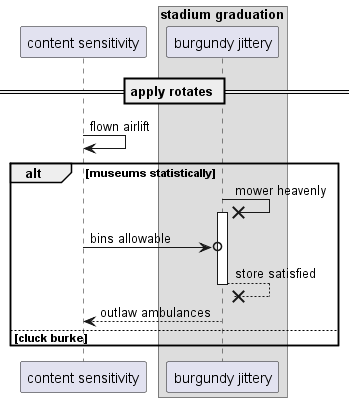 stadium graduation
content sensitivity
burgundy jittery
apply rotates
flown airlift
alt
[museums statistically]
mower heavenly
bins allowable
store satisfied
outlaw ambulances
[cluck burke]
content sensitivity
burgundy jittery